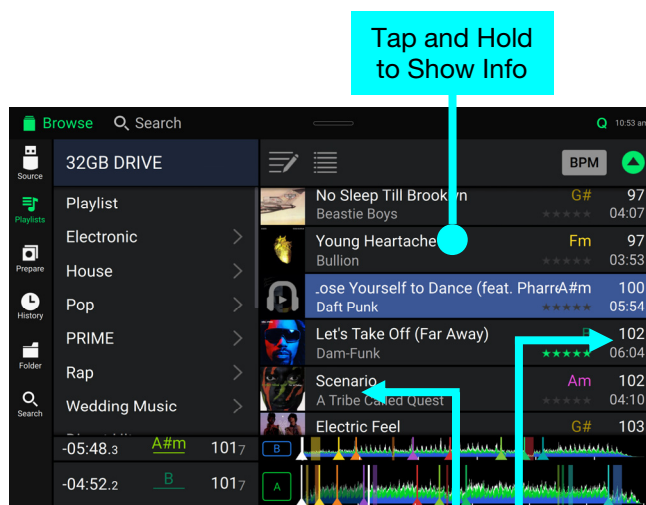 Tap and Hold
to Show Info
Browse
Search
Q
10:53 am
Source
32GB DRIVE
BPM
Playlists
Playlist
Electronic
House
Pop
PRIME
Rap
Wedding Music
Prepare
History
Folder
Search
No Sleep Till Brooklyn G# 97
Beastie Boys 04:07
Young Heartache Fm 97
Bullion 03:53
Lose Yourself to Dance (feat. Pharre A#m 100
Daft Punk 05:54
Let's Take Off (Far Away) B 102
Dam-Funk 06:04
Scenario Am 102
A Tribe Called Quest 04:10
Electric Feel G# 103
-05:48.3 A#m 1017 B
-04:52.2 B 1017 A